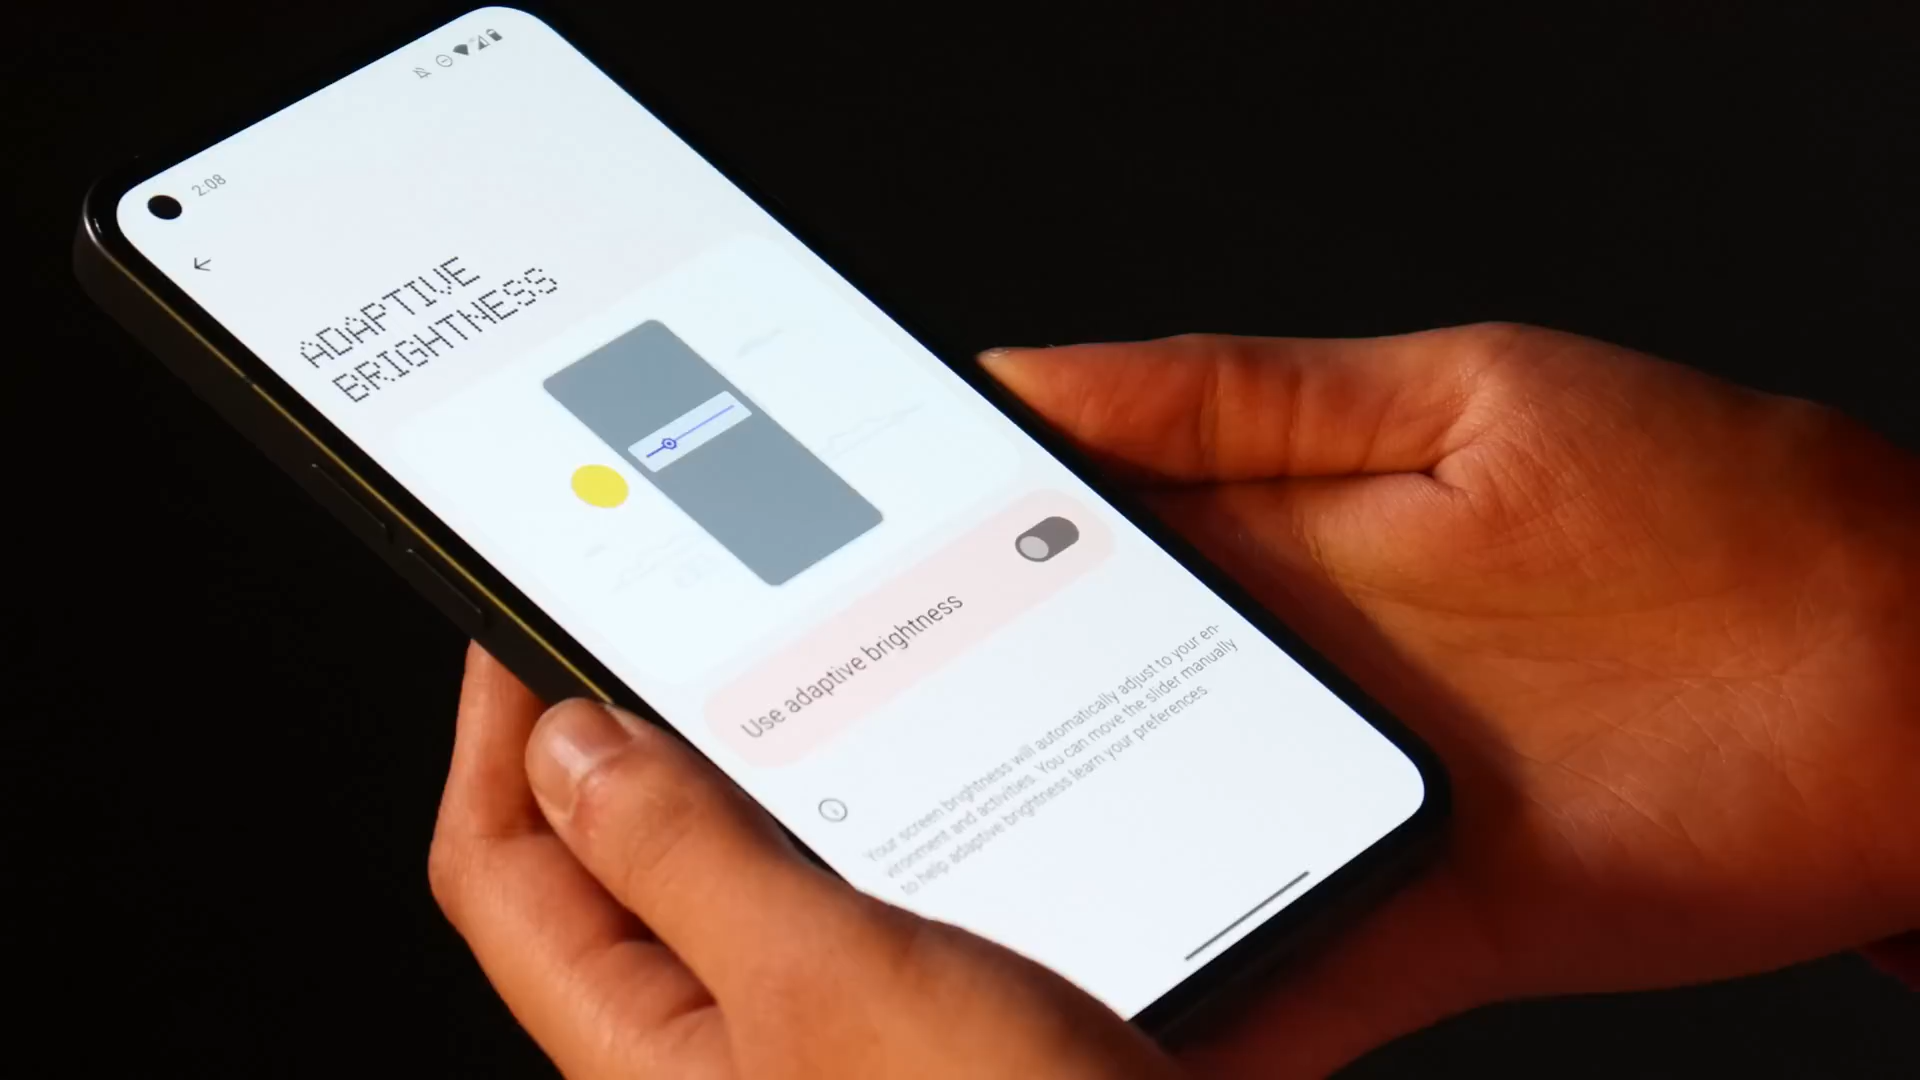 2:08
ADAPTIVE
BRIGHTNESS
Use adaptive brightness
Your screen brightness will automatically adjust to your en-
vironment and activities. You can move the slider manually
to help adaptive brightness learn your preferences.